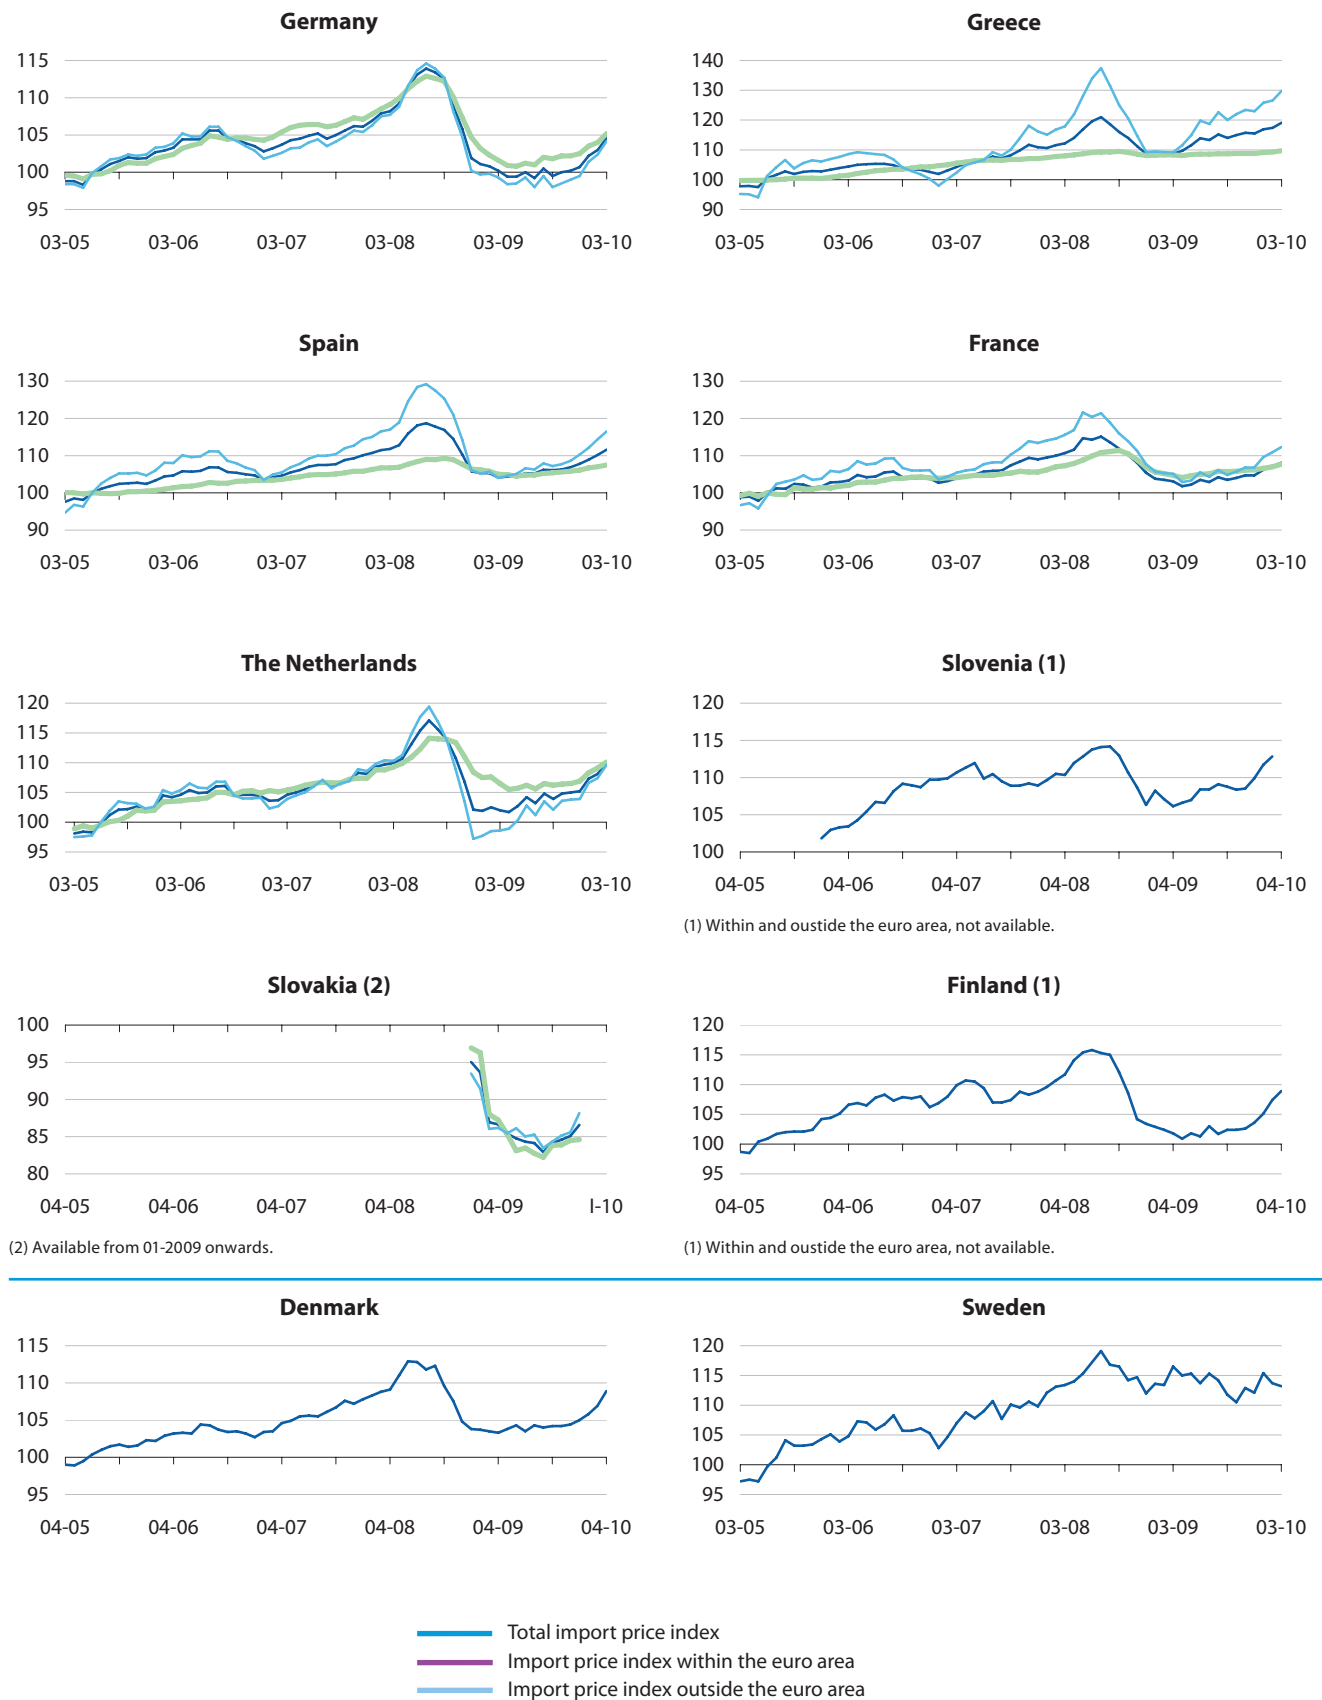 Germany
115
110
105
100
95
03-05 03-06 03-07 03-08 03-09 03-10
Greece
140
130
120
110
100
90
03-05 03-06 03-07 03-08 03-09 03-10
Spain
130
120
110
100
90
03-05 03-06 03-07 03-08 03-09 03-10
France
130
120
110
100
90
03-05 03-06 03-07 03-08 03-09 03-10
The Netherlands
120
115
110
105
100
95
03-05 03-06 03-07 03-08 03-09 03-10
Slovenia (1)
120
115
110
105
100
04-05 04-06 04-07 04-08 04-09 04-10
(1) Within and oustide the euro area, not available.
Slovakia (2)
100
95
90
85
80
04-05 04-06 04-07 04-08 04-09 I-10
(2) Available from 01-2009 onwards.
Finland (1)
120
115
110
105
100
95
04-05 04-06 04-07 04-08 04-09 04-10
(1) Within and oustide the euro area, not available.
Denmark
115
110
105
100
95
04-05 04-06 04-07 04-08 04-09 04-10
Sweden
120
115
110
105
100
95
03-05 03-06 03-07 03-08 03-09 03-10
Total import price index
Import price index within the euro area
Import price index outside the euro area